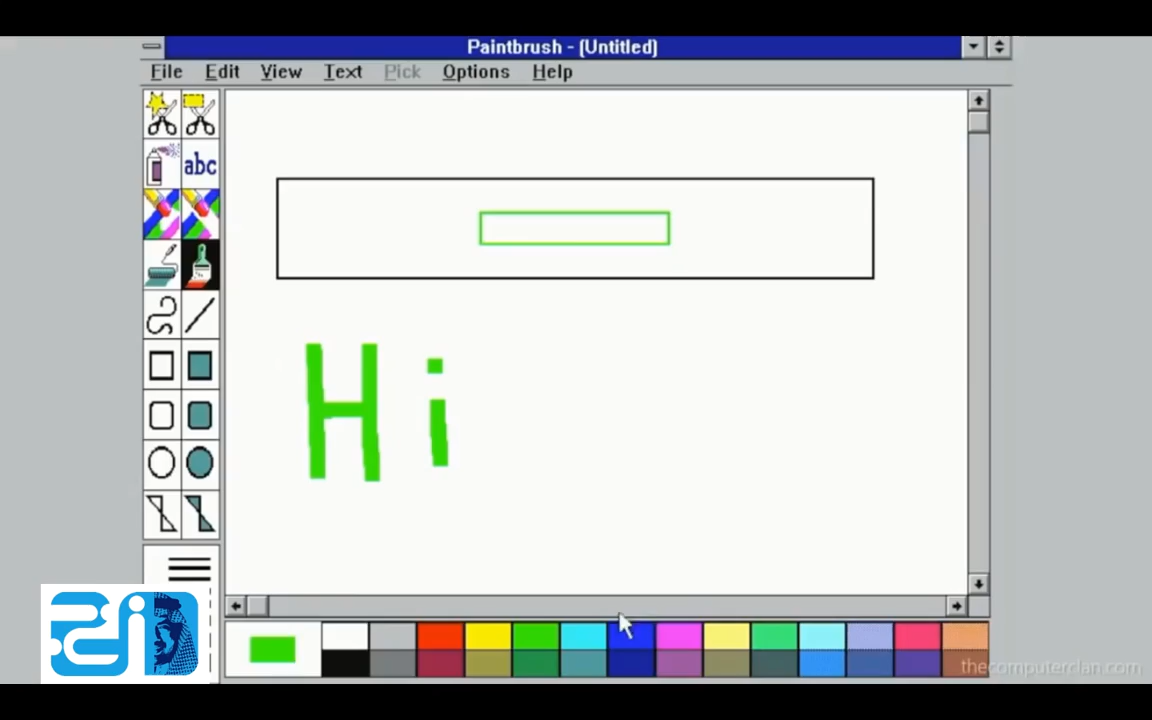 Paintbrush - [Untitled]
File Edit View Text Pick Options Help
abc
Hi
thecomputerclan.com